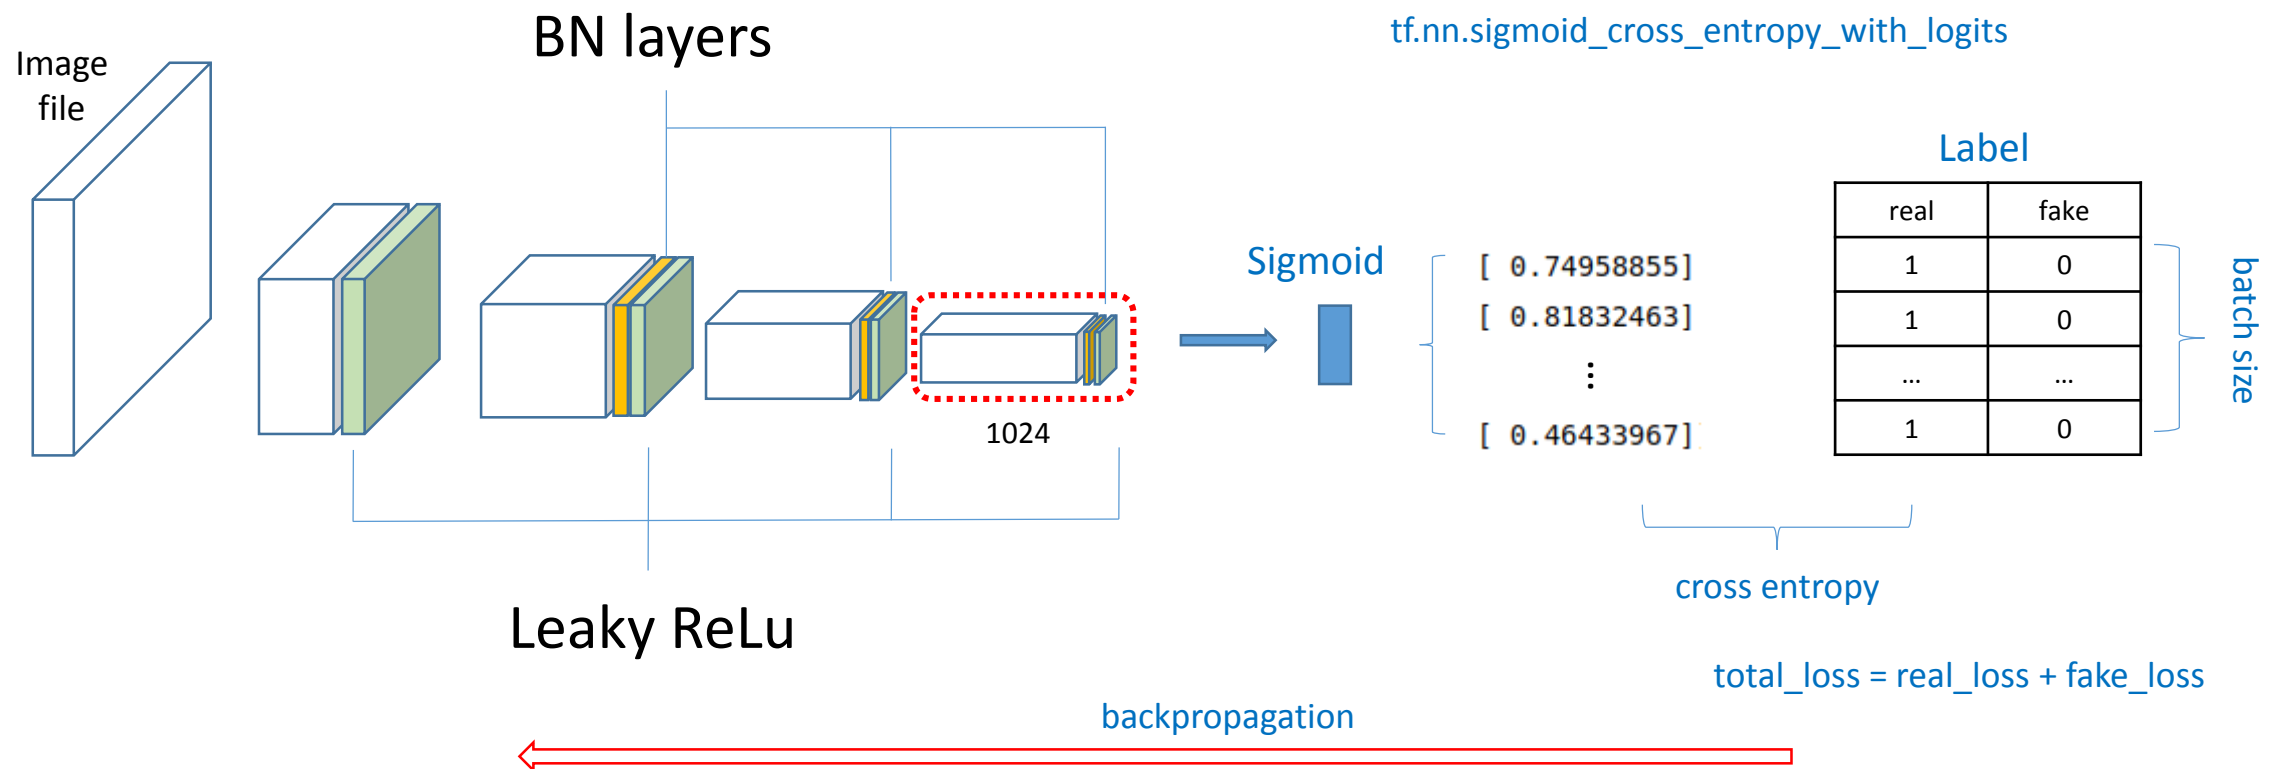 BN layers
tf.nn.sigmoid_cross_entropy_with_logits
Image
file
Label
real fake
1 0
1 0
... ...
1 0
batch size
Sigmoid
[ 0.74958855]
[ 0.81832463]
⋮
[ 0.46433967]
1024
cross entropy
Leaky ReLu
total_loss = real_loss + fake_loss
backpropagation